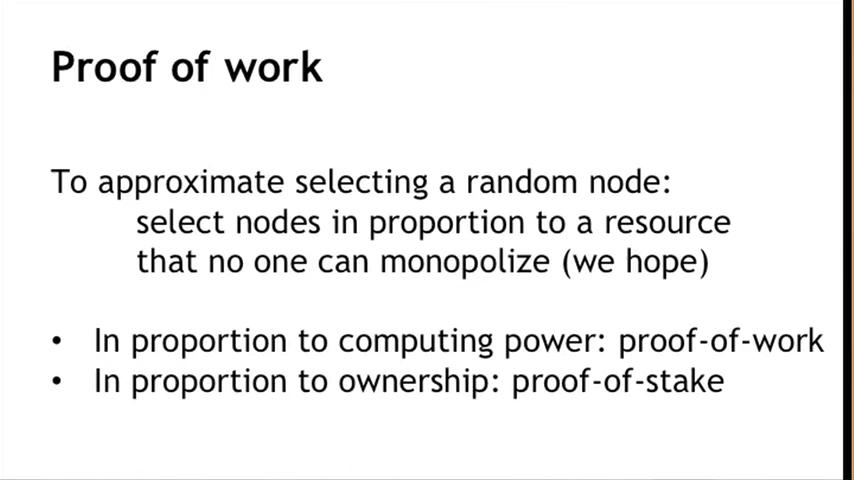 Proof of work
To approximate selecting a random node:
select nodes in proportion to a resource
that no one can monopolize (we hope)
• In proportion to computing power: proof-of-work
• In proportion to ownership: proof-of-stake